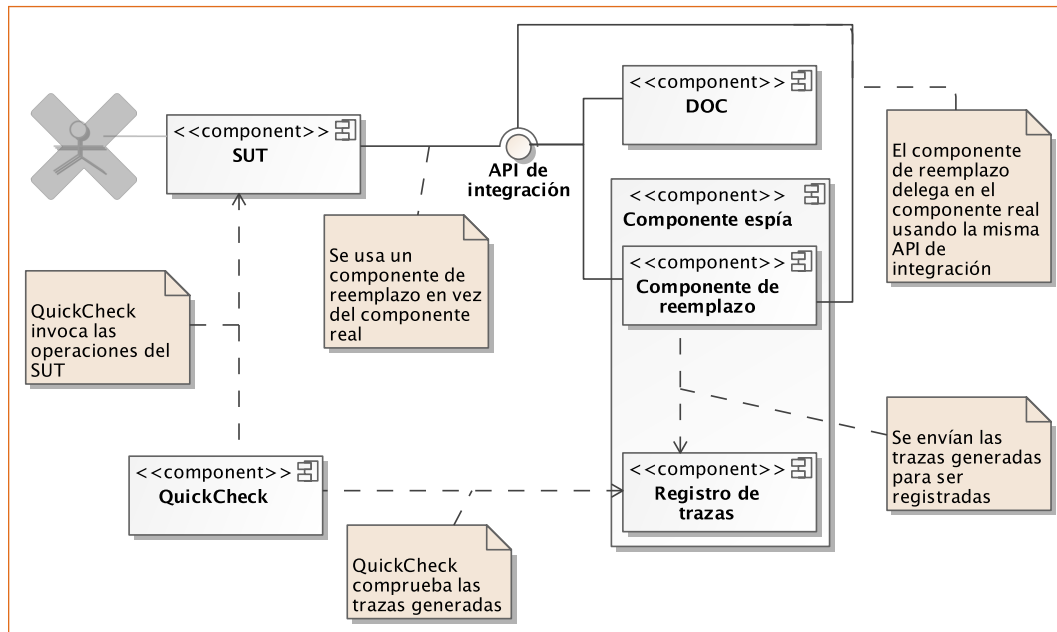 <<component>>
SUT
API de
integración
<<component>>
DOC
El componente
de reemplazo
delega en el
componente real
usando la misma
API de
integración
<<component>>
Componente espía
<<component>>
Componente de
reemplazo
Se usa un
componente de
reemplazo en vez
del componente
real
QuickCheck
invoca las
operaciones del
SUT
<<component>>
QuickCheck
<<component>>
Registro de
trazas
Se envían las
trazas generadas
para ser
registradas
QuickCheck
comprueba las
trazas generadas